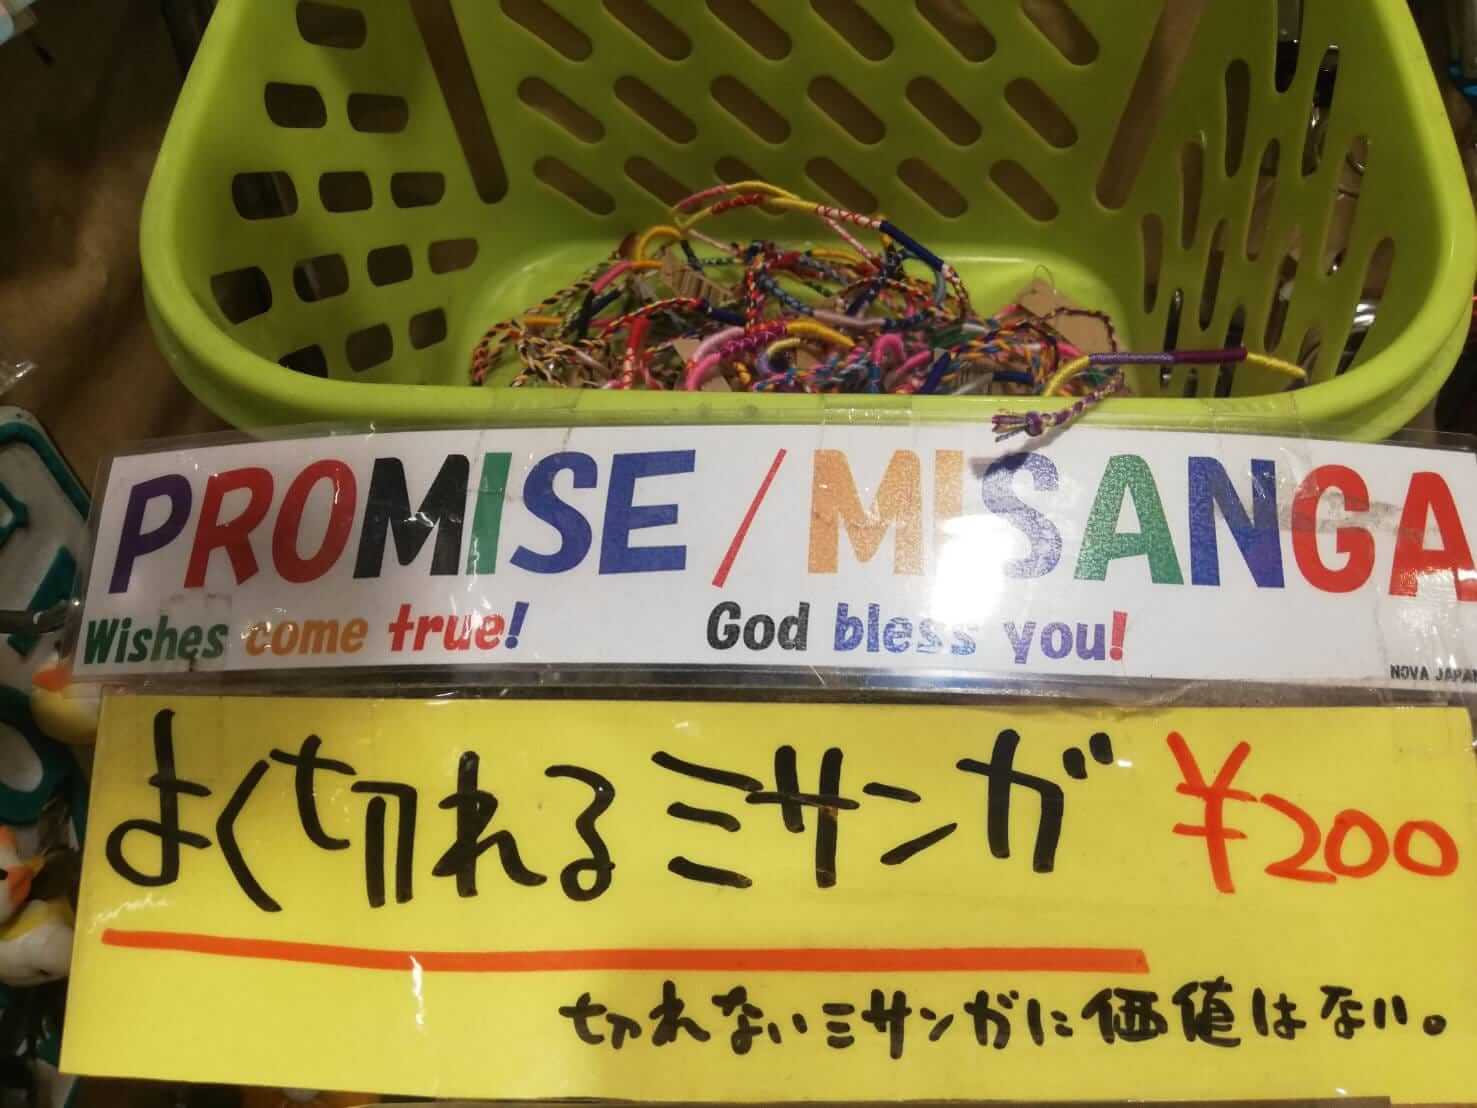 PROMISE / MISANGA
Wishes come true! God bless you!
NOVA JAPAN
よく切れるミサンガ ¥200
切れないミサンガに価値はない。